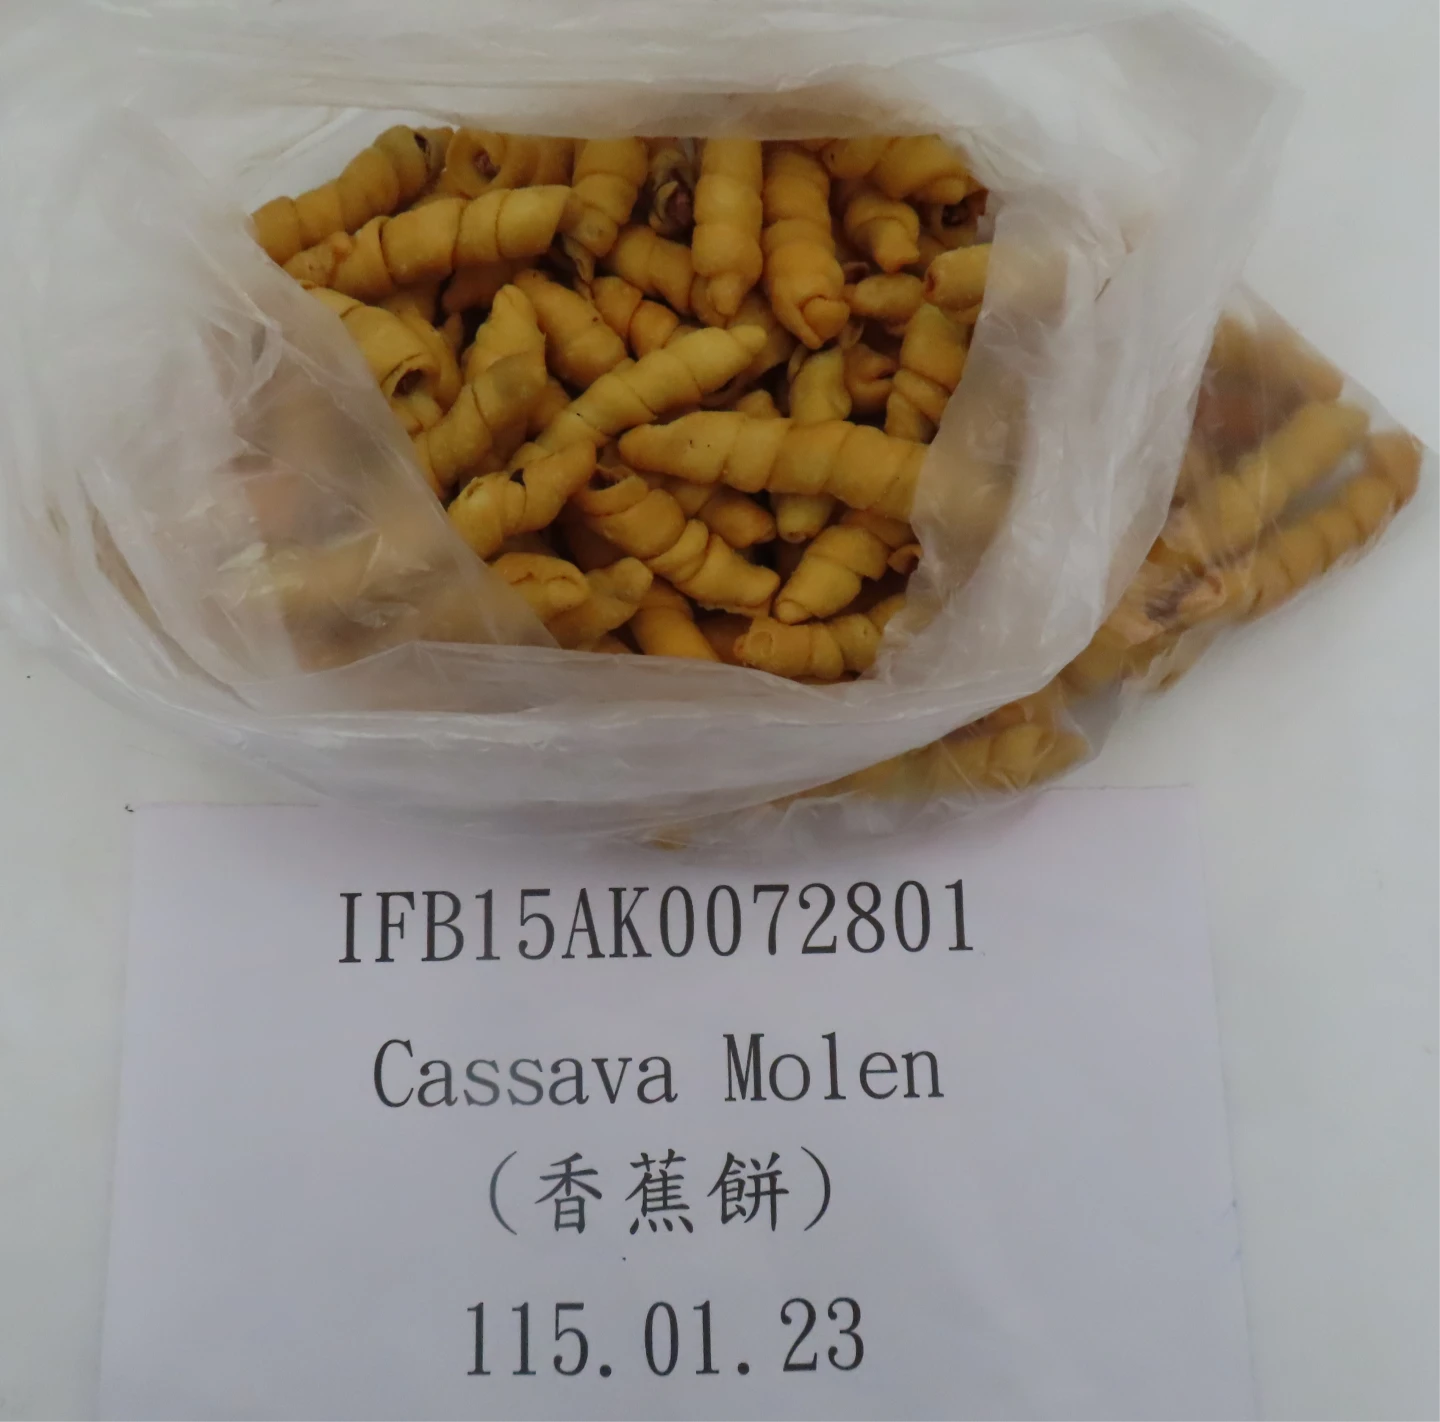 IFB15AK0072801
Cassava Molen
(香蕉餅)
115.01.23